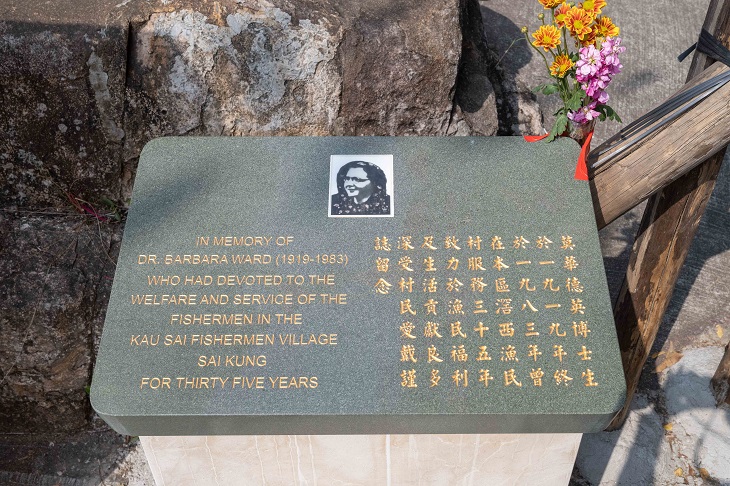 IN MEMORY OF
DR. BARBARA WARD (1919-1983)
WHO HAD DEVOTED TO THE
WELFARE AND SERVICE OF THE
FISHERMEN IN THE
KAU SAI FISHERMEN VILLAGE
SAI KUNG
FOR THIRTY FIVE YEARS
莫華德英博士生
於一九一九年終
於一九八三年曾
在本區滘西漁民
村服務三十五年
致力於漁民福利
及生活貢獻良多
深愛村民愛戴謹
誌留念